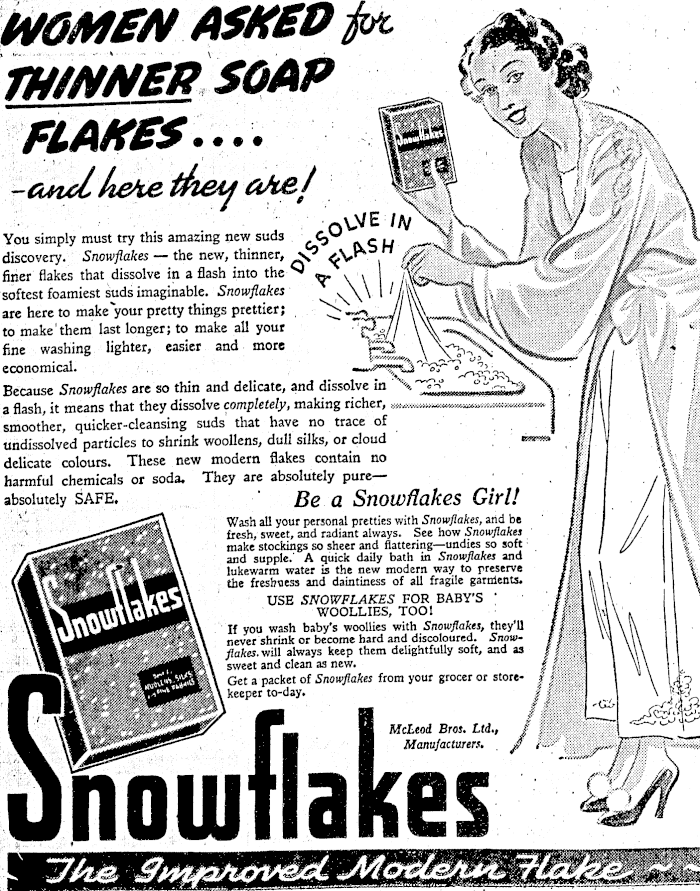 WOMEN ASKED for
THINNER SOAP
FLAKES....
-and here they are!
Snowflakes
DISSOLVE IN
A FLASH
You simply must try this amazing new suds
discovery. Snowflakes — the new, thinner,
finer flakes that dissolve in a flash into the
softest foamiest suds imaginable. Snowflakes
are here to make your pretty things prettier;
to make them last longer; to make all your
fine washing lighter, easier and more
economical.
Because Snowflakes are so thin and delicate, and dissolve in
a flash, it means that they dissolve completely, making richer,
smoother, quicker-cleansing suds that have no trace of
undissolved particles to shrink woollens, dull silks, or cloud
delicate colours. These new modern flakes contain no
harmful chemicals or soda. They are absolutely pure—
absolutely SAFE.
Be a Snowflakes Girl!
Wash all your personal pretties with Snowflakes, and be
fresh, sweet, and radiant always. See how Snowflakes
make stockings so sheer and flattering—undies so soft
and supple. A quick daily bath in Snowflakes and
lukewarm water is the new modern way to preserve
the freshness and daintiness of all fragile garments.
USE SNOWFLAKES FOR BABY'S
WOOLLIES, TOO!
If you wash baby's woollies with Snowflakes, they'll
never shrink or become hard and discoloured. Snow-
flakes will always keep them delightfully soft, and as
sweet and clean as new.
Get a packet of Snowflakes from your grocer or store-
keeper to-day.
Snowflakes
SILKS
FINE FABRICS
McLeod Bros. Ltd.,
Manufacturers.
Snowflakes
The Improved Modern Flake ~